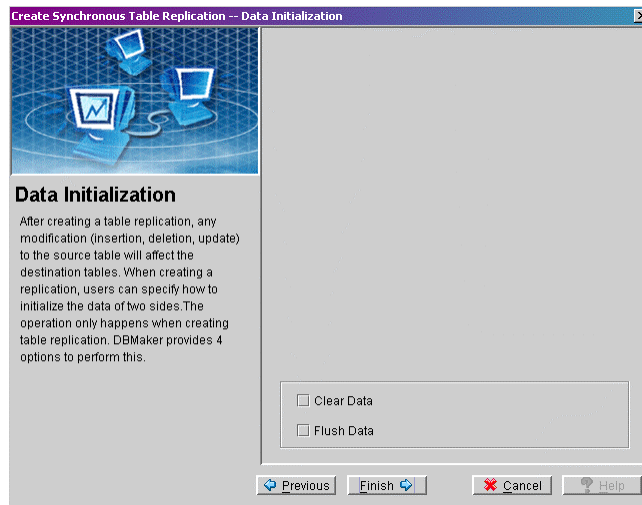 Create Synchronous Table Replication -- Data Initialization
Data Initialization
After creating a table replication, any
modification (insertion, deletion, update)
to the source table will affect the
destination tables. When creating a
replication, users can specify how to
initialize the data of two sides.The
operation only happens when creating
table replication. DBMaker provides 4
options to perform this.
Clear Data
Flush Data
Previous
Finish
Cancel
Help